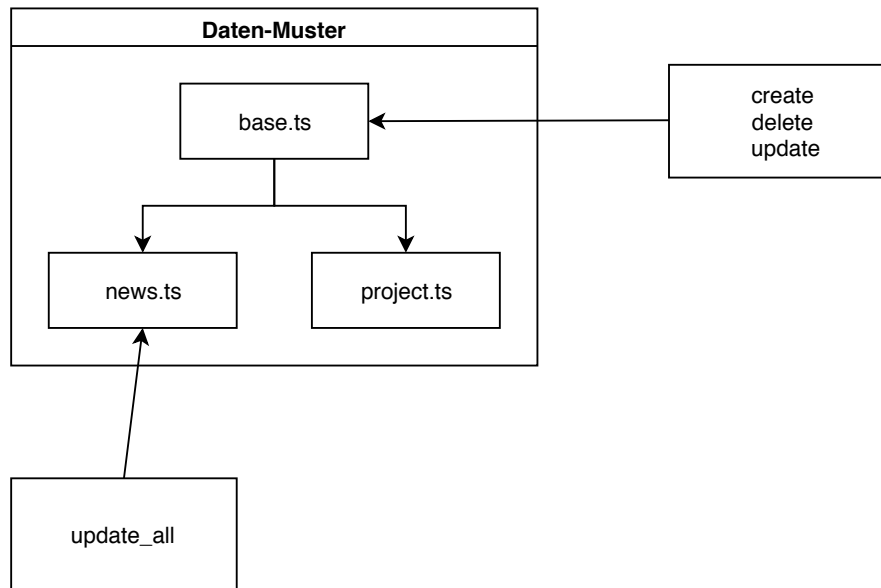 Daten-Muster
base.ts
create
delete
update
news.ts
project.ts
update_all